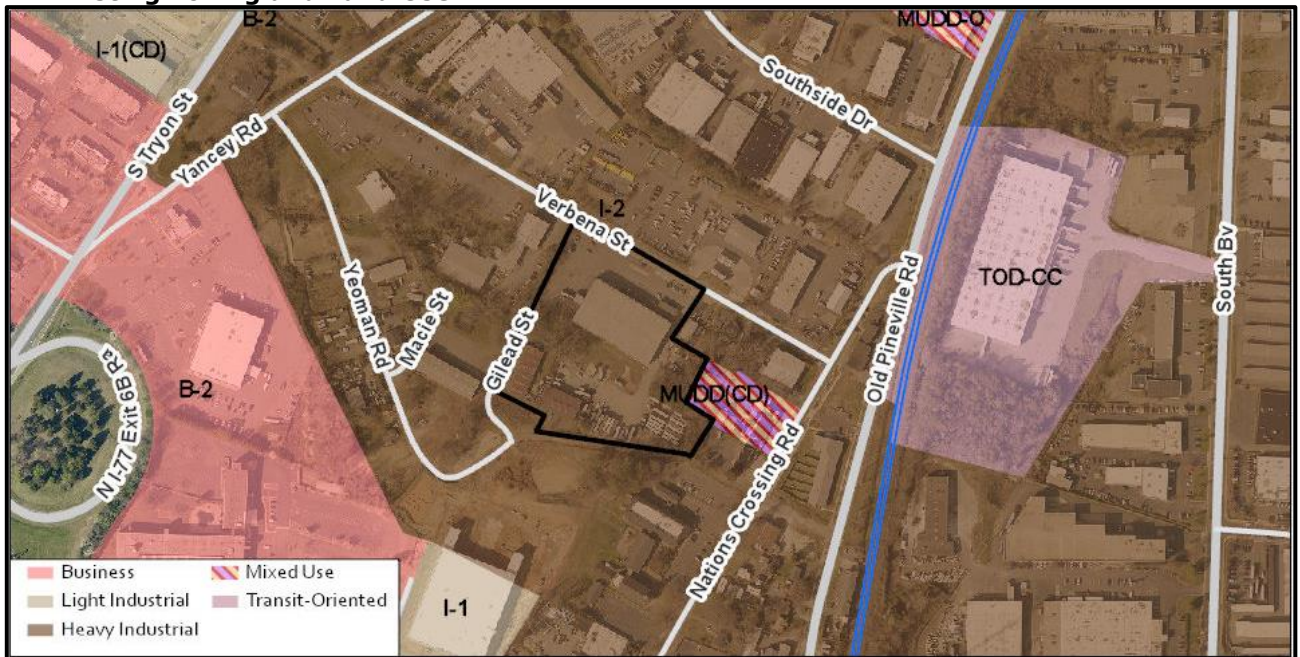 B-2
MUDD-O
I-1(CD)
S Tryon St
Yancey Rd
Southside Dr
Verbena St
I-2
Yeoman Rd
Macie St
Gilead St
Old Pineville Rd
TOD-CC
South Bv
B-2
MUDD(CD)
N I-77 Exit 6B Ra
Nations Crossing Rd
I-1
Business
Mixed Use
Light Industrial
Transit-Oriented
Heavy Industrial